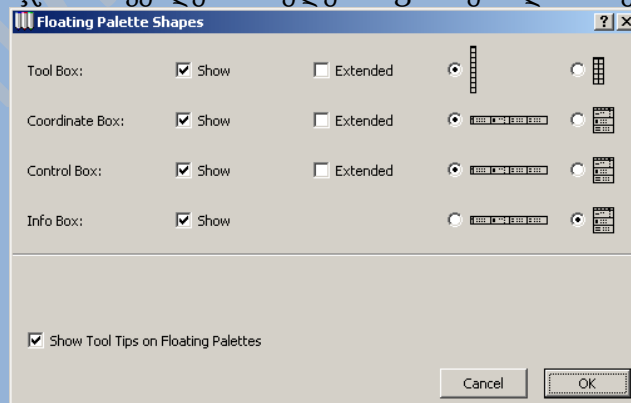 Floating Palette Shapes
Tool Box: Show Extended
Coordinate Box: Show Extended
Control Box: Show Extended
Info Box: Show
Show Tool Tips on Floating Palettes
Cancel OK